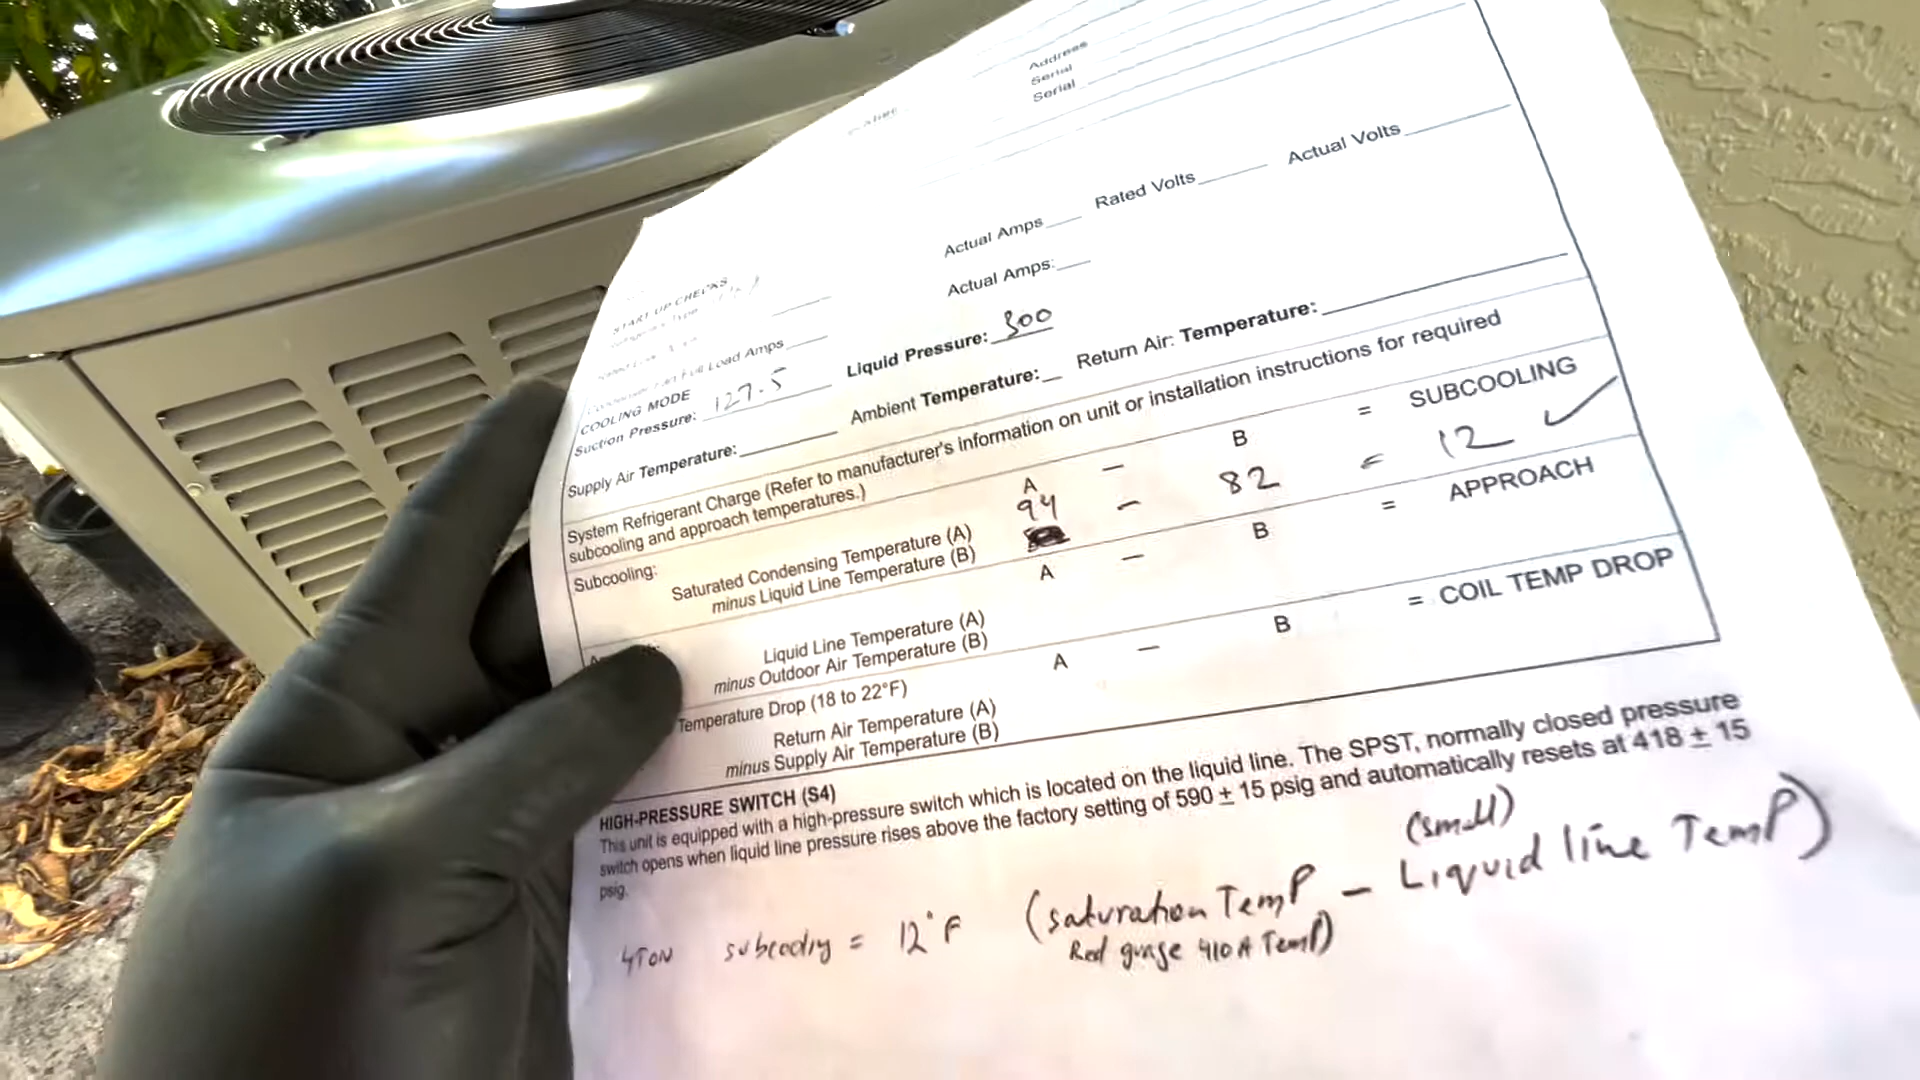 Address
Serial
Serial
Actual Amps Rated Volts Actual Volts
START UP CHECKS
Actual Amps:
Load Amps
COOLING MODE
Suction Pressure: 127.5 Liquid Pressure: 300
Supply Air Temperature: Ambient Temperature: Return Air: Temperature:
System Refrigerant Charge (Refer to manufacturer's information on unit or installation instructions for required
subcooling and approach temperatures.)
Subcooling: A — B = SUBCOOLING
Saturated Condensing Temperature (A) 94 - 82 = 12 ✓
minus Liquid Line Temperature (B)
A — B = APPROACH
Liquid Line Temperature (A)
minus Outdoor Air Temperature (B)
Temperature Drop (18 to 22°F) A — B = COIL TEMP DROP
Return Air Temperature (A)
minus Supply Air Temperature (B)
HIGH-PRESSURE SWITCH (S4)
This unit is equipped with a high-pressure switch which is located on the liquid line. The SPST, normally closed pressure
switch opens when liquid line pressure rises above the factory setting of 590 ± 15 psig and automatically resets at 418 ± 15
psig.
(small)
4TON subcooling = 12°F (saturation Temp - Liquid line Temp)
Red guage 410A Temp)